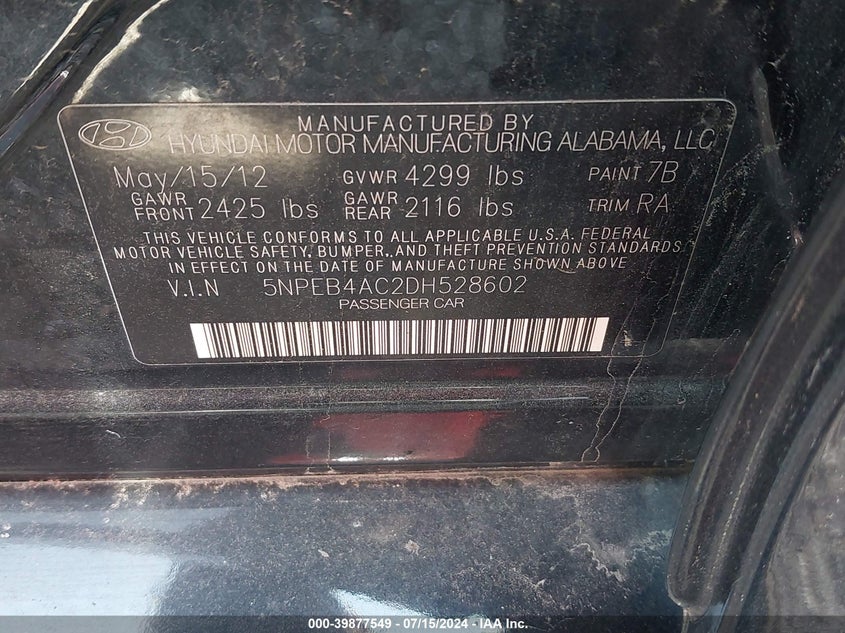 MANUFACTURED BY
HYUNDAI MOTOR MANUFACTURING ALABAMA, LLC
May/15/12 GVWR 4299 lbs PAINT 7B
GAWR FRONT 2425 lbs GAWR REAR 2116 lbs TRIM RA
THIS VEHICLE CONFORMS TO ALL APPLICABLE U.S.A. FEDERAL
MOTOR VEHICLE SAFETY, BUMPER, AND THEFT PREVENTION STANDARDS
IN EFFECT ON THE DATE OF MANUFACTURE SHOWN ABOVE
V.I.N 5NPEB4AC2DH528602
PASSENGER CAR
000-39877549 - 07/15/2024 - IAA Inc.